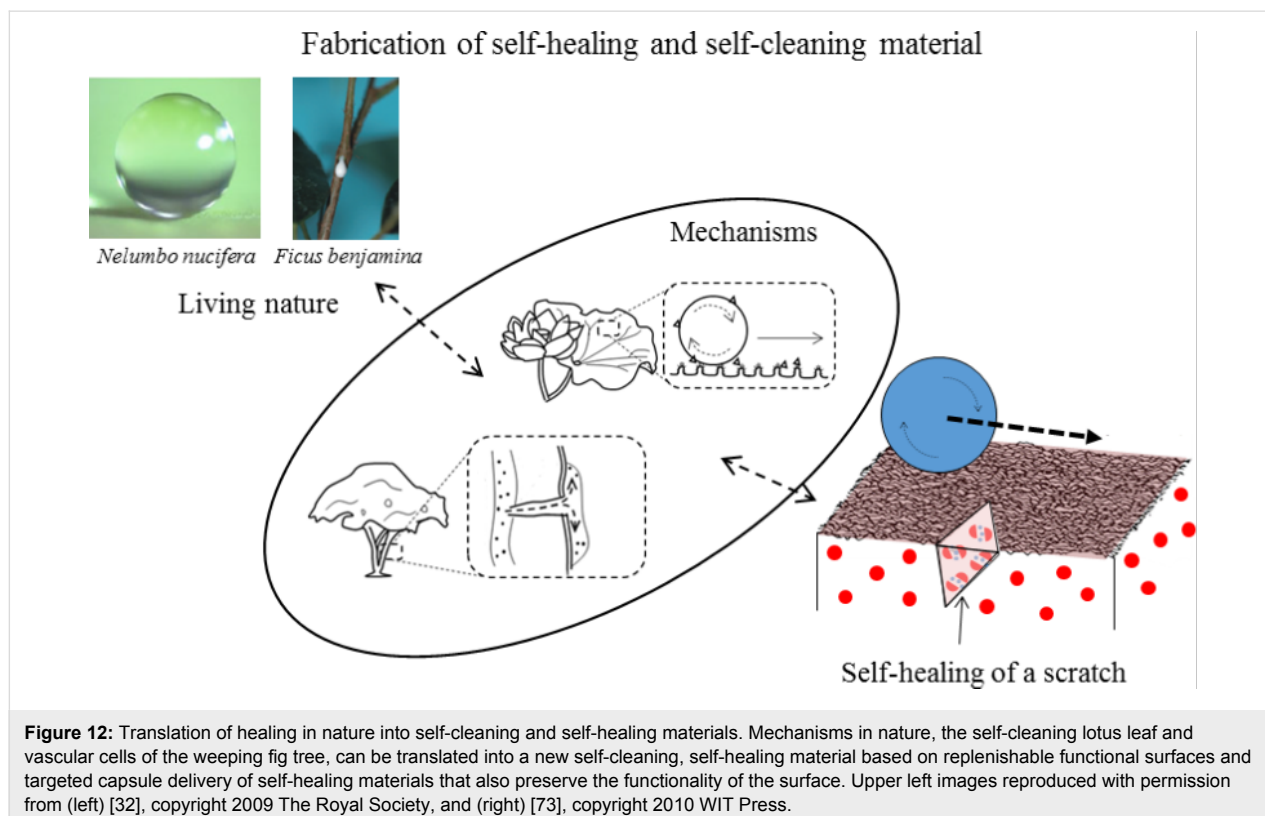 Fabrication of self-healing and self-cleaning material
Nelumbo nucifera
Ficus benjamina
Living nature
Mechanisms
Self-healing of a scratch
Figure 12: Translation of healing in nature into self-cleaning and self-healing materials. Mechanisms in nature, the self-cleaning lotus leaf and
vascular cells of the weeping fig tree, can be translated into a new self-cleaning, self-healing material based on replenishable functional surfaces and
targeted capsule delivery of self-healing materials that also preserve the functionality of the surface. Upper left images reproduced with permission
from (left) [32], copyright 2009 The Royal Society, and (right) [73], copyright 2010 WIT Press.